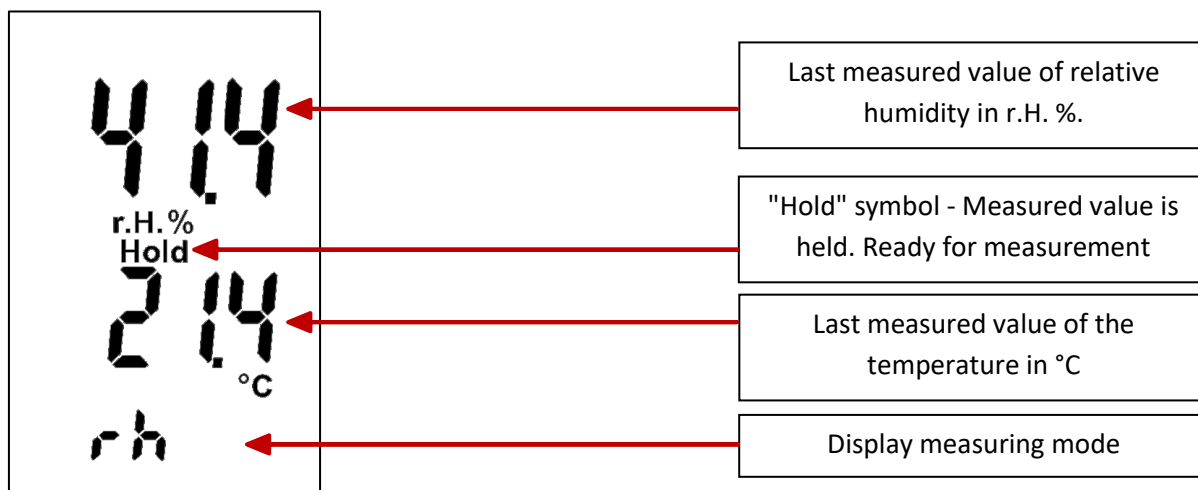 41.4
r.H.%
Hold
21.4
°C
rh
Last measured value of relative
humidity in r.H. %.
"Hold" symbol - Measured value is
held. Ready for measurement
Last measured value of the
temperature in °C
Display measuring mode